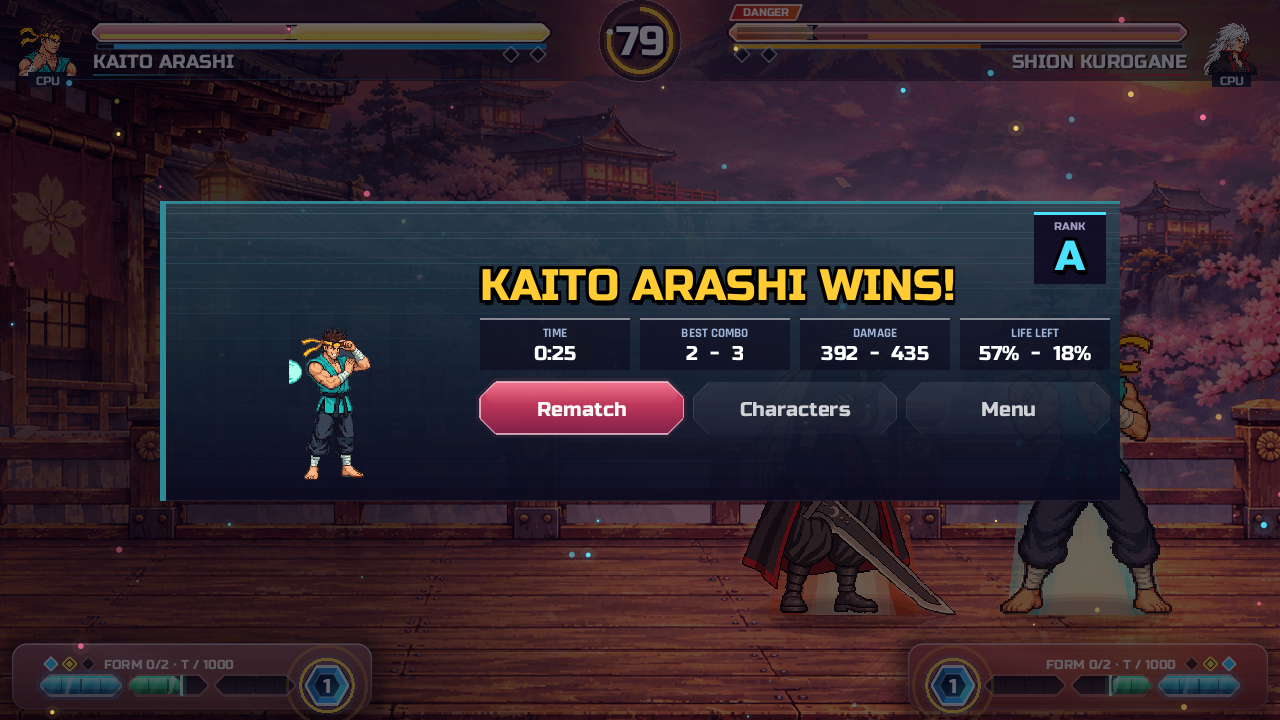 DANGER
79
KAITO ARASHI
SHION KUROGANE
CPU
CPU
RANK
A
KAITO ARASHI WINS!
TIME
0:25
BEST COMBO
2 - 3
DAMAGE
392 - 435
LIFE LEFT
57% - 18%
Rematch
Characters
Menu
FORM 0/2 · T / 1000
1
FORM 0/2 · T / 1000
1